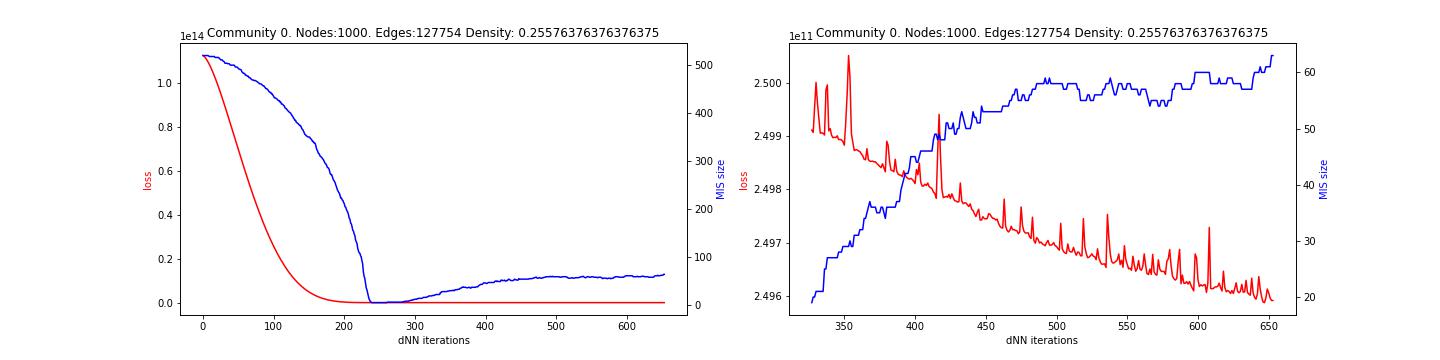 Community 0. Nodes:1000. Edges:127754 Density: 0.25576376376376375
1e14
1.0
0.8
0.6
0.4
0.2
0.0
loss
500
400
300
200
100
0
MIS size
0 100 200 300 400 500 600
dNN iterations
Community 0. Nodes:1000. Edges:127754 Density: 0.25576376376376375
1e11
2.500
2.499
2.498
2.497
2.496
loss
60
50
40
30
20
MIS size
350 400 450 500 550 600 650
dNN iterations